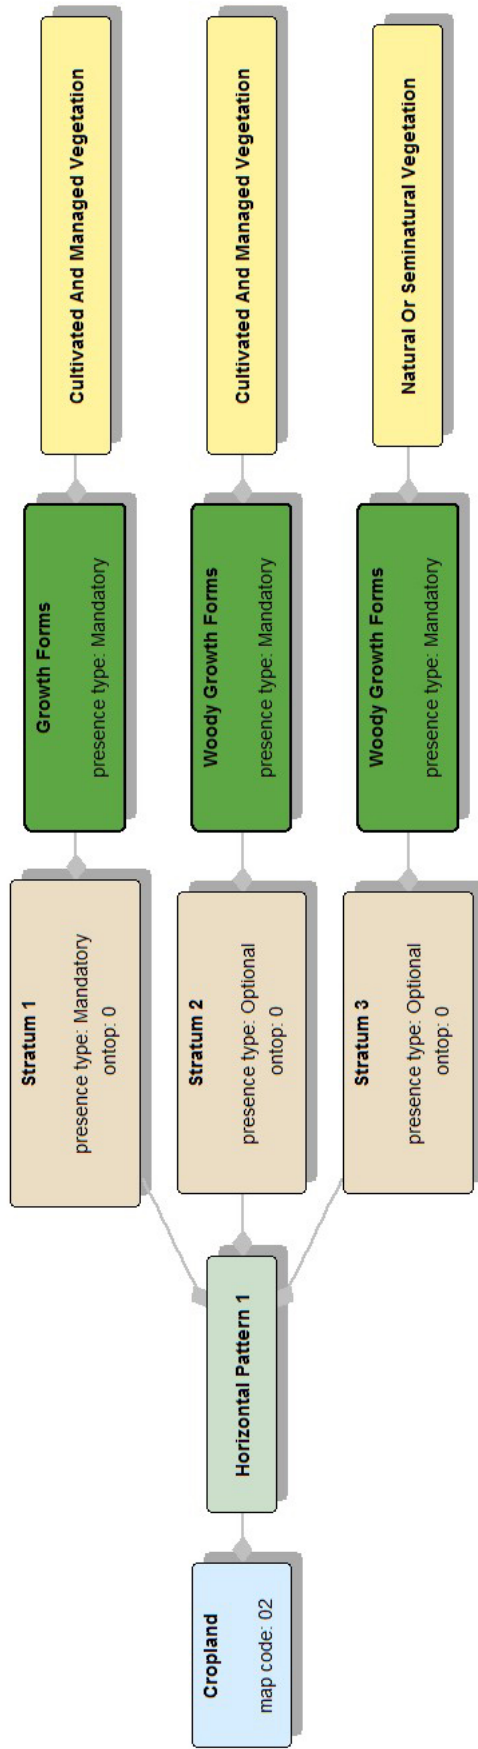 Cropland
map code: 02
Horizontal Pattern 1
Stratum 1
presence type: Mandatory
ontop: 0
Growth Forms
presence type: Mandatory
Cultivated And Managed Vegetation
Stratum 2
presence type: Optional
ontop: 0
Woody Growth Forms
presence type: Mandatory
Cultivated And Managed Vegetation
Stratum 3
presence type: Optional
ontop: 0
Woody Growth Forms
presence type: Mandatory
Natural Or Seminatural Vegetation